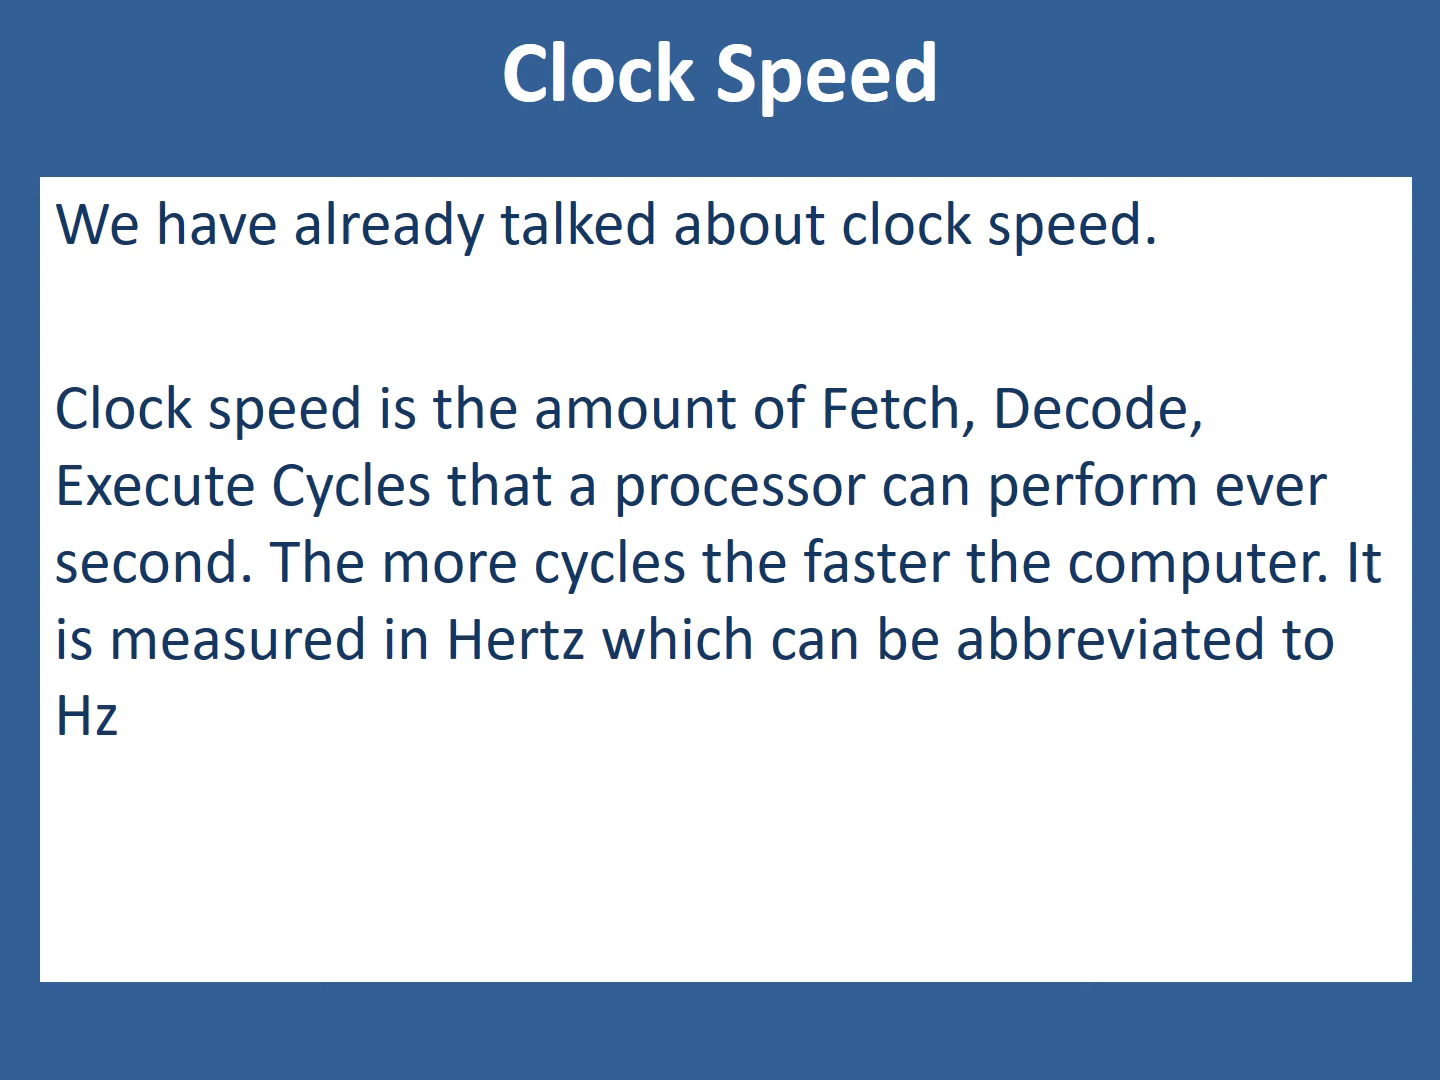 Clock Speed
We have already talked about clock speed.
Clock speed is the amount of Fetch, Decode,
Execute Cycles that a processor can perform ever
second. The more cycles the faster the computer. It
is measured in Hertz which can be abbreviated to
Hz